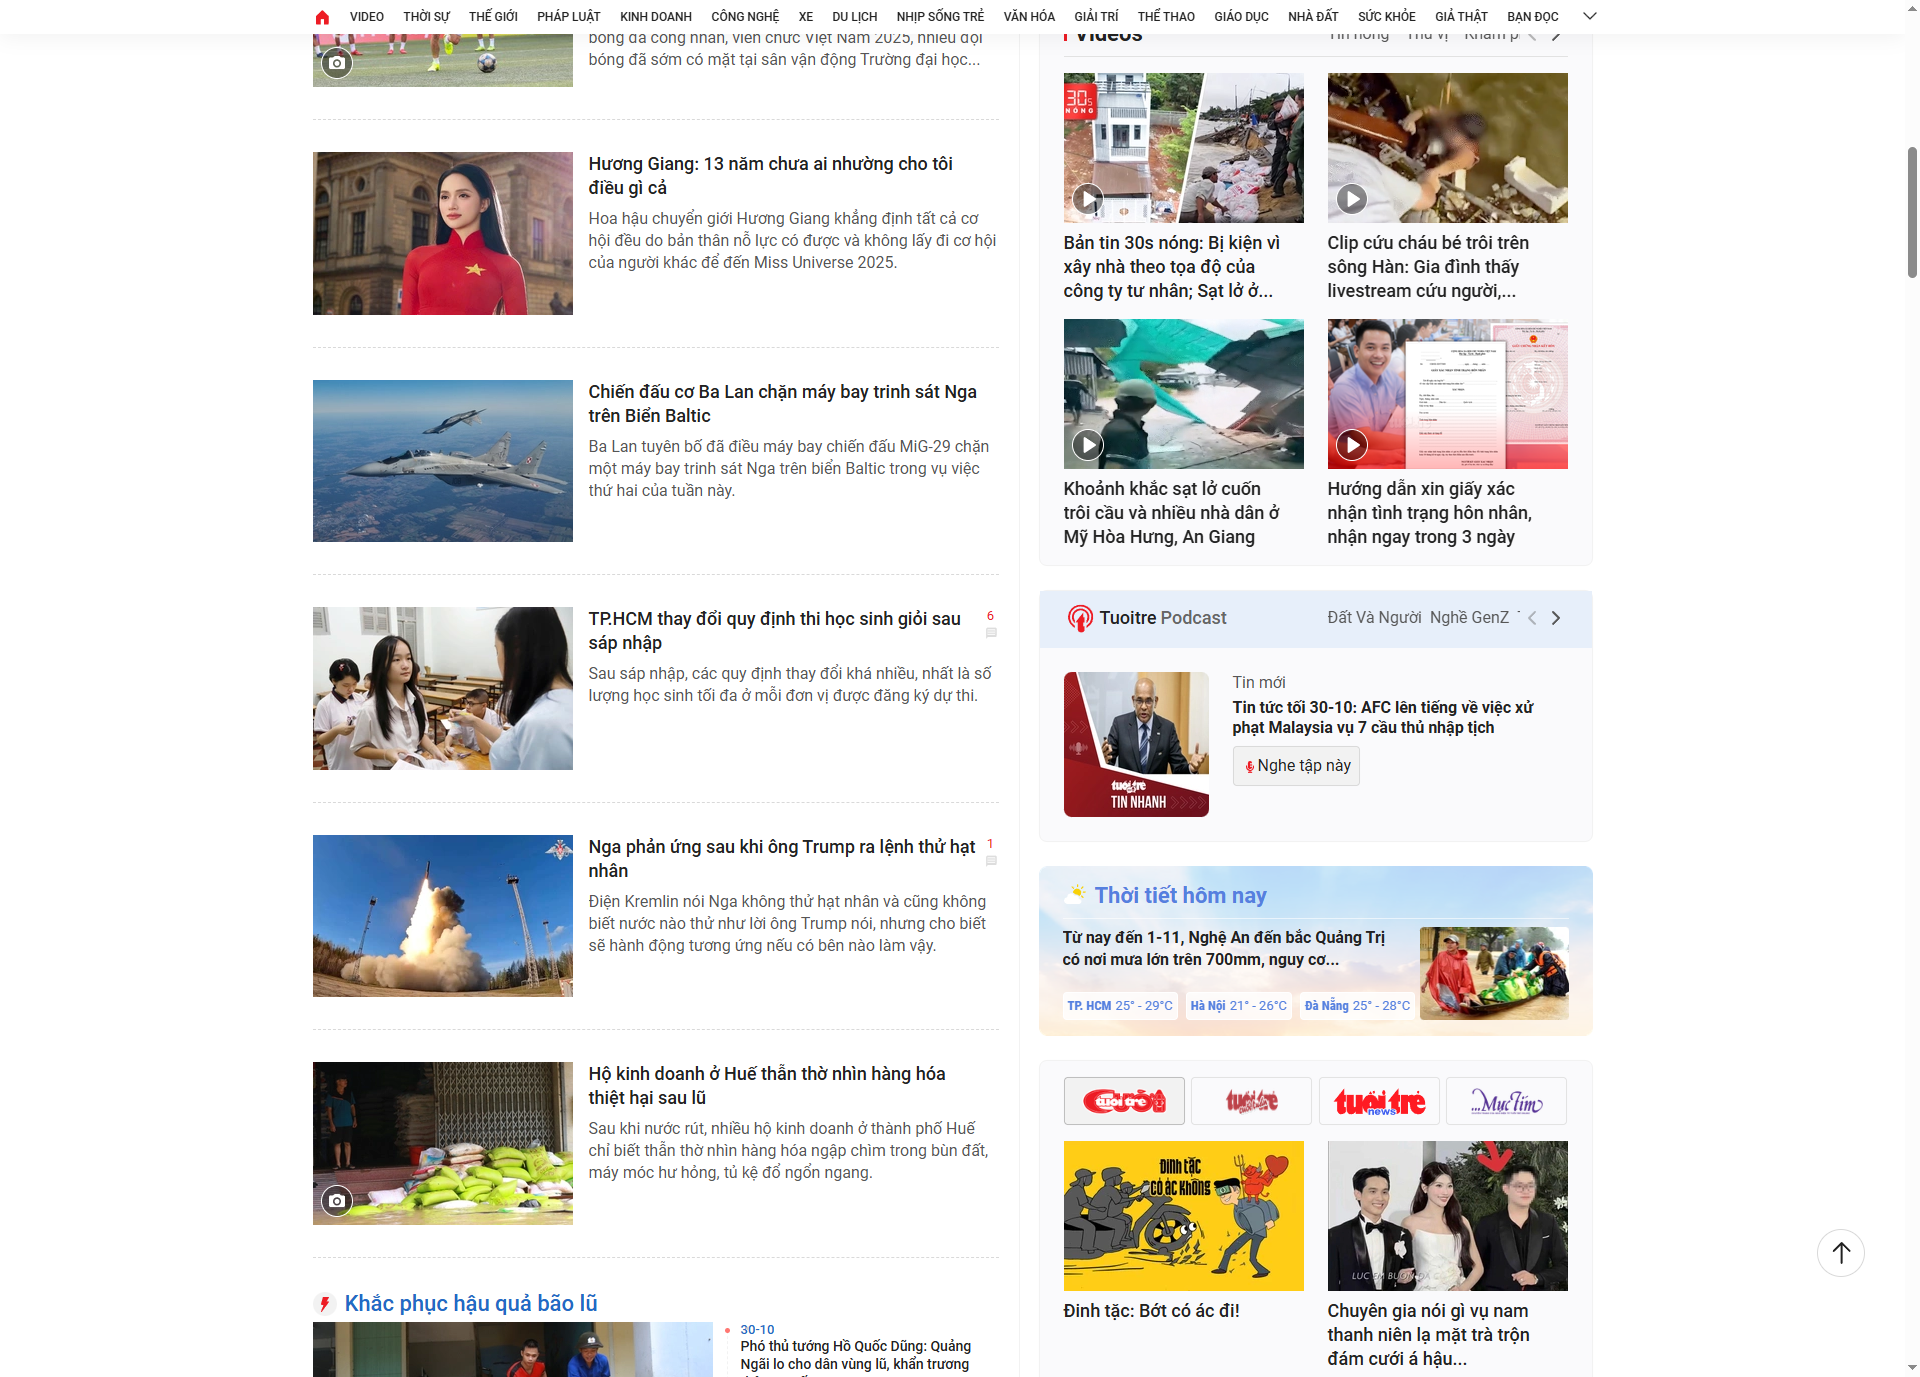 VIDEO THỜI SỰ THẾ GIỚI PHÁP LUẬT KINH DOANH CÔNG NGHỆ XE DU LỊCH NHỊP SỐNG TRẺ VĂN HÓA GIẢI TRÍ THỂ THAO GIÁO DỤC NHÀ ĐẤT SỨC KHỎE GIẢ THẬT BẠN ĐỌC
bóng đá công nhân, viên chức Việt Nam 2025, nhiều đội
bóng đã sớm có mặt tại sân vận động Trường đại học...
Hương Giang: 13 năm chưa ai nhường cho tôi
điều gì cả
Hoa hậu chuyển giới Hương Giang khẳng định tất cả cơ
hội đều do bản thân nỗ lực có được và không lấy đi cơ hội
của người khác để đến Miss Universe 2025.
Chiến đấu cơ Ba Lan chặn máy bay trinh sát Nga
trên Biển Baltic
Ba Lan tuyên bố đã điều máy bay chiến đấu MiG-29 chặn
một máy bay trinh sát Nga trên biển Baltic trong vụ việc
thứ hai của tuần này.
TP.HCM thay đổi quy định thi học sinh giỏi sau
sáp nhập
6
Sau sáp nhập, các quy định thay đổi khá nhiều, nhất là số
lượng học sinh tối đa ở mỗi đơn vị được đăng ký dự thi.
Nga phản ứng sau khi ông Trump ra lệnh thử hạt
nhân
1
Điện Kremlin nói Nga không thử hạt nhân và cũng không
biết nước nào thử như lời ông Trump nói, nhưng cho biết
sẽ hành động tương ứng nếu có bên nào làm vậy.
Hộ kinh doanh ở Huế thẫn thờ nhìn hàng hóa
thiệt hại sau lũ
Sau khi nước rút, nhiều hộ kinh doanh ở thành phố Huế
chỉ biết thẫn thờ nhìn hàng hóa ngập chìm trong bùn đất,
máy móc hư hỏng, tủ kệ đổ ngổn ngang.
Khắc phục hậu quả bão lũ
30-10
Phó thủ tướng Hồ Quốc Dũng: Quảng
Ngãi lo cho dân vùng lũ, khẩn trương
Videos
Tin nóng Thú vị Khám p
30s
NÓNG
Bản tin 30s nóng: Bị kiện vì
xây nhà theo tọa độ của
công ty tư nhân; Sạt lở ở...
Clip cứu cháu bé trôi trên
sông Hàn: Gia đình thấy
livestream cứu người,...
Khoảnh khắc sạt lở cuốn
trôi cầu và nhiều nhà dân ở
Mỹ Hòa Hưng, An Giang
Hướng dẫn xin giấy xác
nhận tình trạng hôn nhân,
nhận ngay trong 3 ngày
Tuoitre Podcast
Đất Và Người Nghề GenZ
tuổi trẻ
TIN NHANH
Tin mới
Tin tức tối 30-10: AFC lên tiếng về việc xử
phạt Malaysia vụ 7 cầu thủ nhập tịch
Nghe tập này
Thời tiết hôm nay
Từ nay đến 1-11, Nghệ An đến bắc Quảng Trị
có nơi mưa lớn trên 700mm, nguy cơ...
TP. HCM 25° - 29°C Hà Nội 21° - 26°C Đà Nẵng 25° - 28°C
tuổi trẻ cười
tuổi trẻ cuối tuần
tuổi trẻ news
...Mực Tím
ĐINH TẶC
CÓ ÁC KHÔNG
Đinh tặc: Bớt có ác đi!
Chuyên gia nói gì vụ nam
thanh niên lạ mặt trà trộn
đám cưới á hậu...